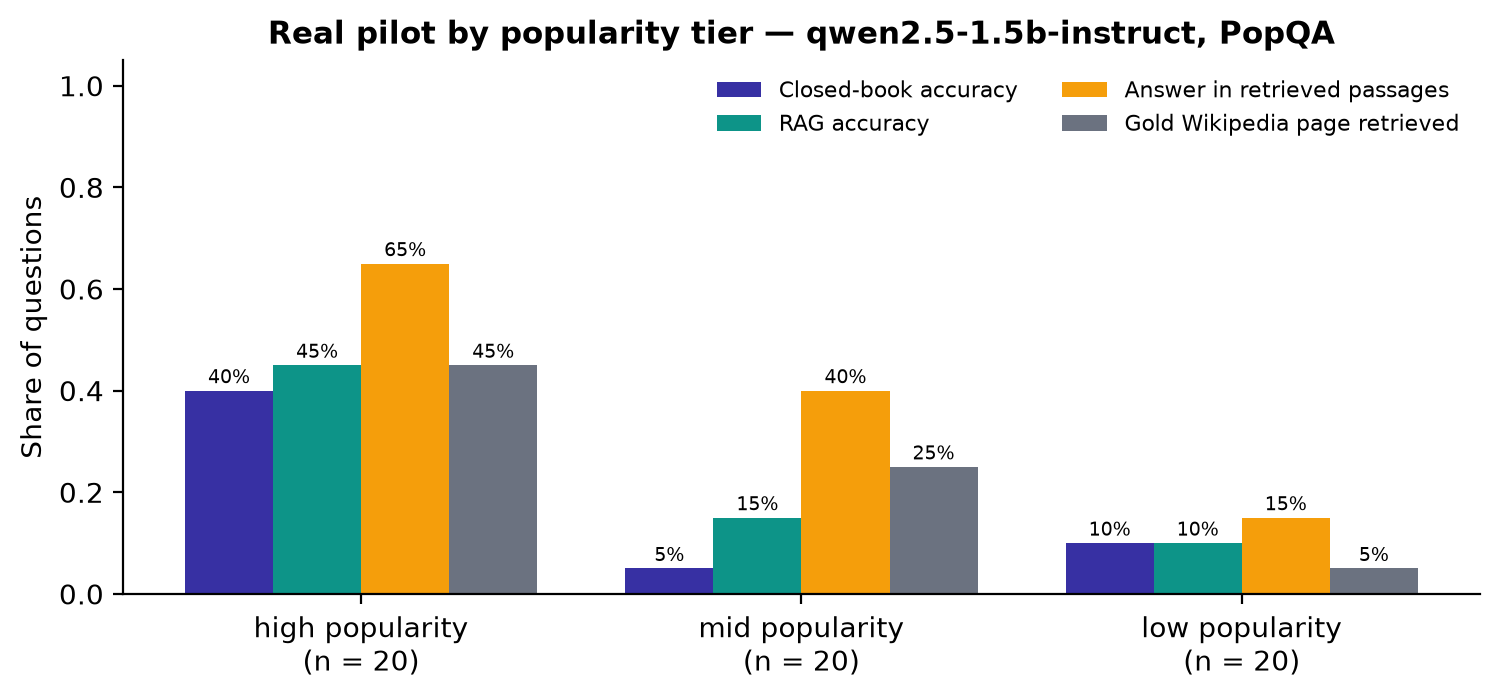 Real pilot by popularity tier — qwen2.5-1.5b-instruct, PopQA
Closed-book accuracy
RAG accuracy
Answer in retrieved passages
Gold Wikipedia page retrieved
Share of questions
1.0
0.8
0.6
0.4
0.2
0.0
40%
45%
65%
45%
5%
15%
40%
25%
10%
10%
15%
5%
high popularity
(n = 20)
mid popularity
(n = 20)
low popularity
(n = 20)